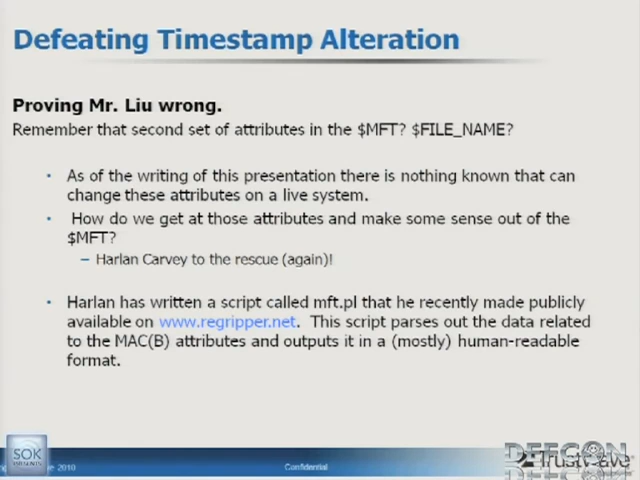 Defeating Timestamp Alteration
Proving Mr. Liu wrong.
Remember that second set of attributes in the $MFT? $FILE_NAME?
• As of the writing of this presentation there is nothing known that can
change these attributes on a live system.
• How do we get at those attributes and make some sense out of the
$MFT?
– Harlan Carvey to the rescue (again)!
• Harlan has written a script called mft.pl that he recently made publicly
available on www.regripper.net. This script parses out the data related
to the MAC(B) attributes and outputs it in a (mostly) human-readable
format.
SOK
2010
Confidential
DEFCON
Trustwave